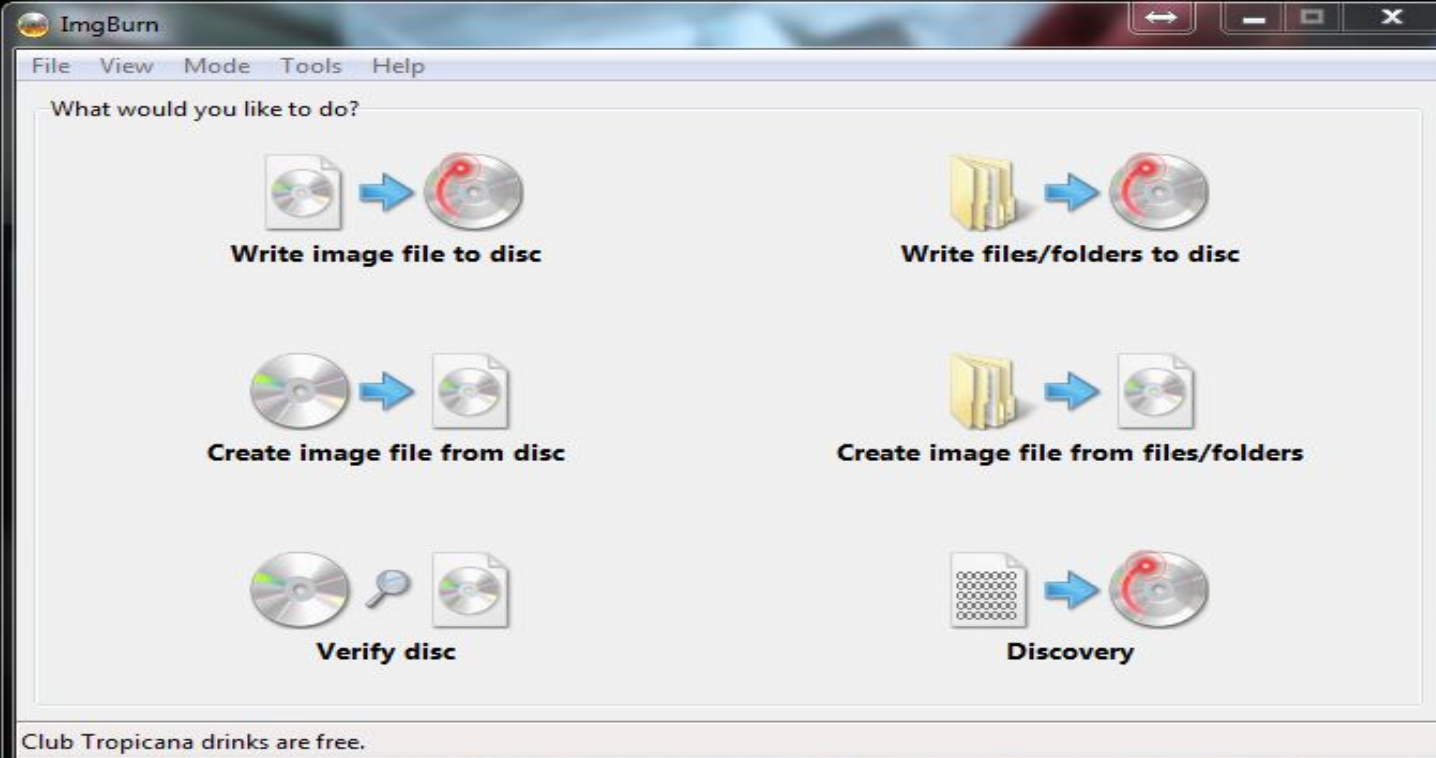 ImgBurn
File View Mode Tools Help
What would you like to do?
Write image file to disc
Write files/folders to disc
Create image file from disc
Create image file from files/folders
Verify disc
Discovery
Club Tropicana drinks are free.